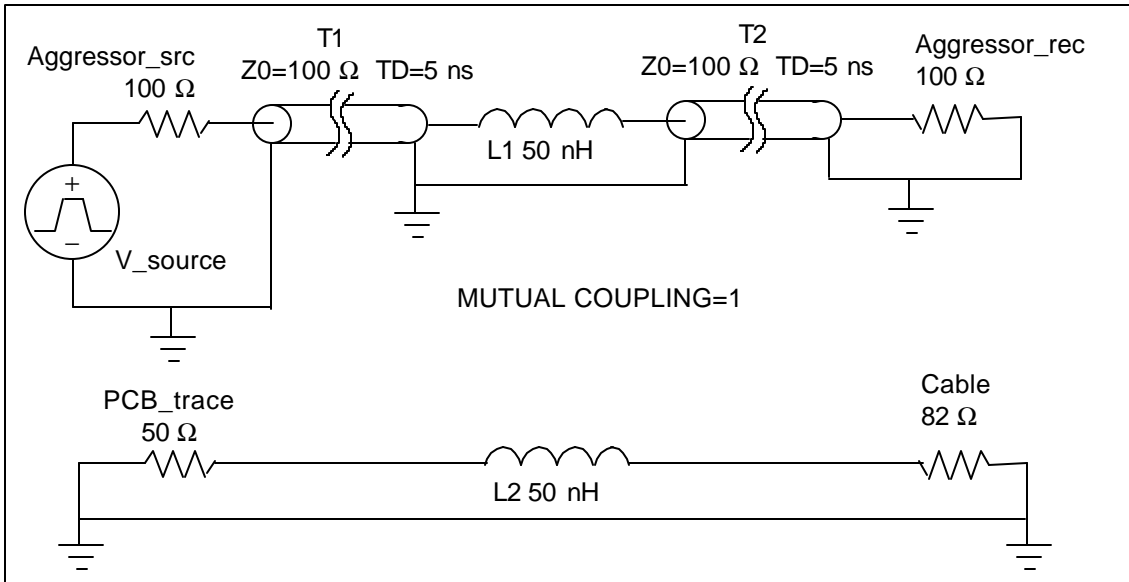 T1
T2
Aggressor_src
Aggressor_rec
100 Ω
Z0=100 Ω TD=5 ns
Z0=100 Ω TD=5 ns
100 Ω
L1 50 nH
+
−
V_source
MUTUAL COUPLING=1
PCB_trace
50 Ω
Cable
82 Ω
L2 50 nH